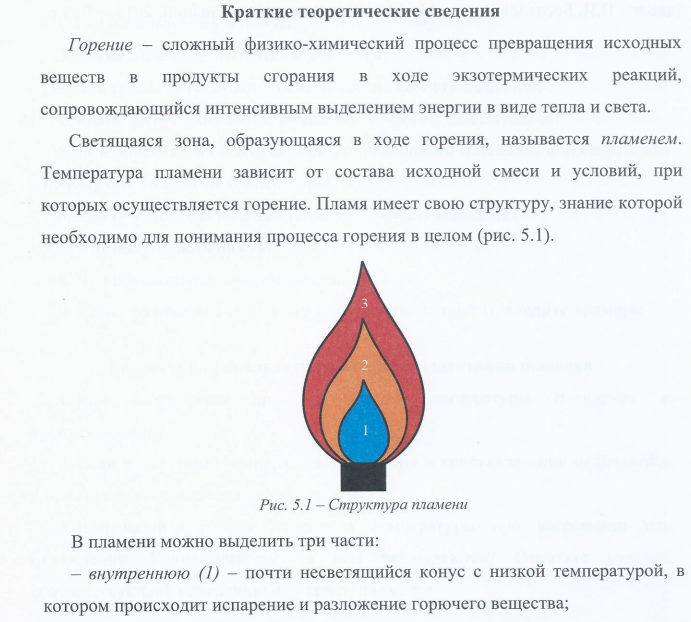 Краткие теоретические сведения
Горение – сложный физико-химический процесс превращения исходных
веществ в продукты сгорания в ходе экзотермических реакций,
сопровождающийся интенсивным выделением энергии в виде тепла и света.
Светящаяся зона, образующаяся в ходе горения, называется пламенем.
Температура пламени зависит от состава исходной смеси и условий, при
которых осуществляется горение. Пламя имеет свою структуру, знание которой
необходимо для понимания процесса горения в целом (рис. 5.1).
3
2
1
Рис. 5.1 – Структура пламени
В пламени можно выделить три части:
– внутреннюю (1) – почти несветящийся конус с низкой температурой, в
котором происходит испарение и разложение горючего вещества;